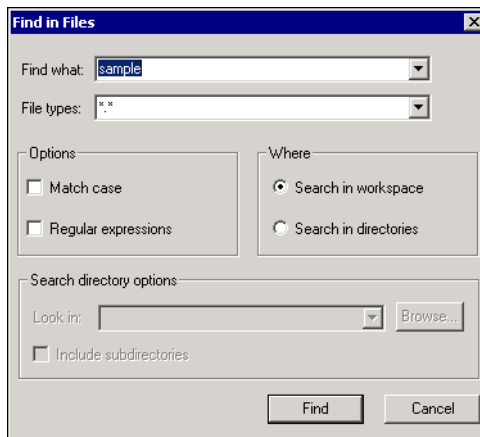 Find in Files
Find what: sample
File types: *.*
Options
Match case
Regular expressions
Where
Search in workspace
Search in directories
Search directory options
Look in: Browse...
Include subdirectories
Find Cancel